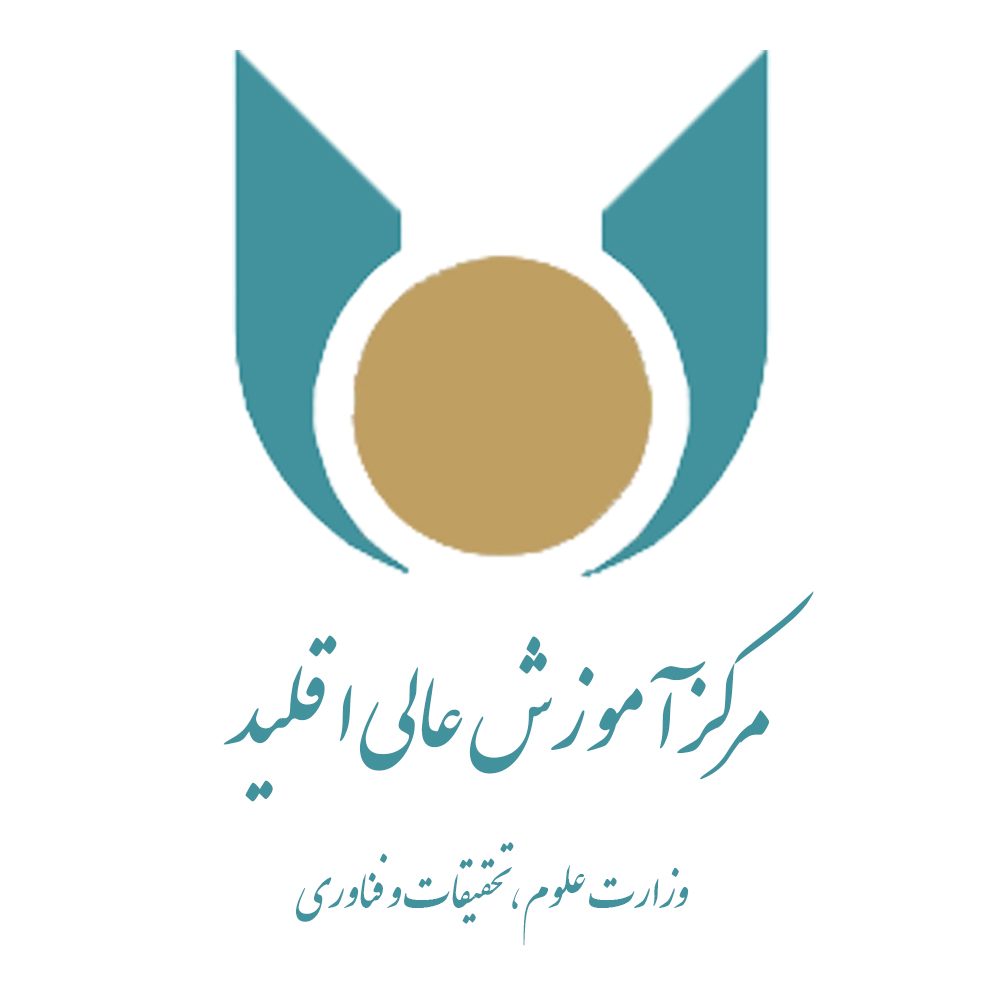 مرکز آموزش عالی اقلید
وزارت علوم، تحقیقات و فناوری